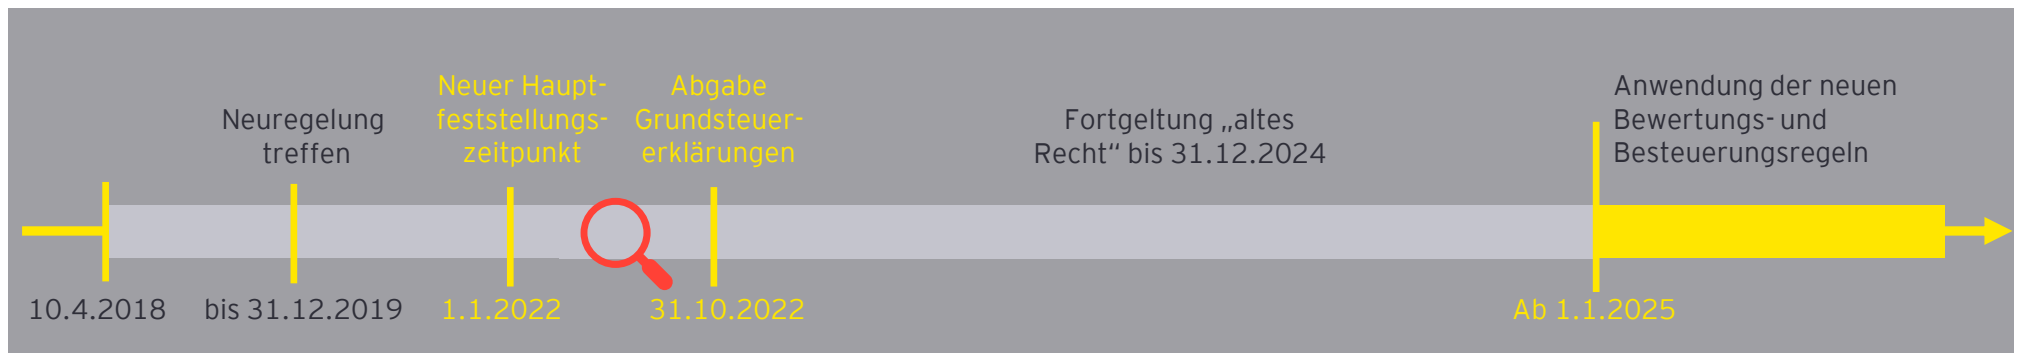 Neuregelung
treffen
Neuer Haupt-
feststellungs-
zeitpunkt
Abgabe
Grundsteuer-
erklärungen
Fortgeltung „altes
Recht“ bis 31.12.2024
Anwendung der neuen
Bewertungs- und
Besteuerungsregeln
10.4.2018
bis 31.12.2019
1.1.2022
31.10.2022
Ab 1.1.2025